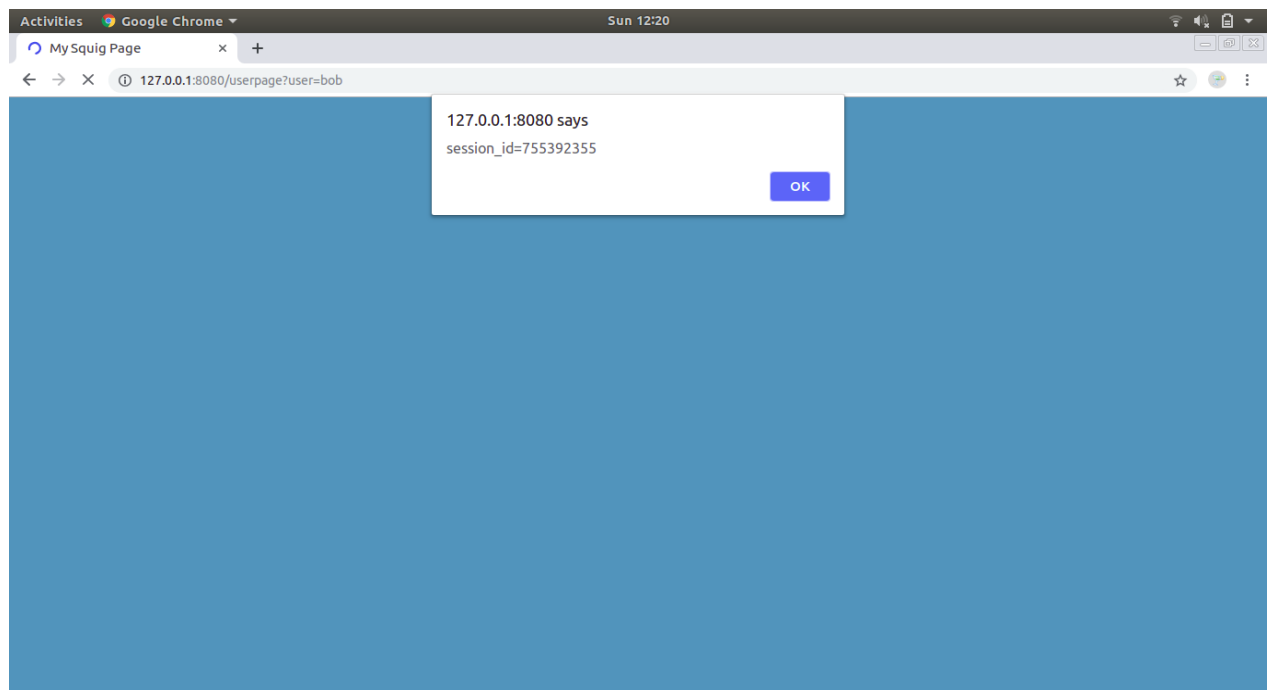 Activities Google Chrome Sun 12:20
My Squig Page
127.0.0.1:8080/userpage?user=bob
127.0.0.1:8080 says
session_id=755392355
OK